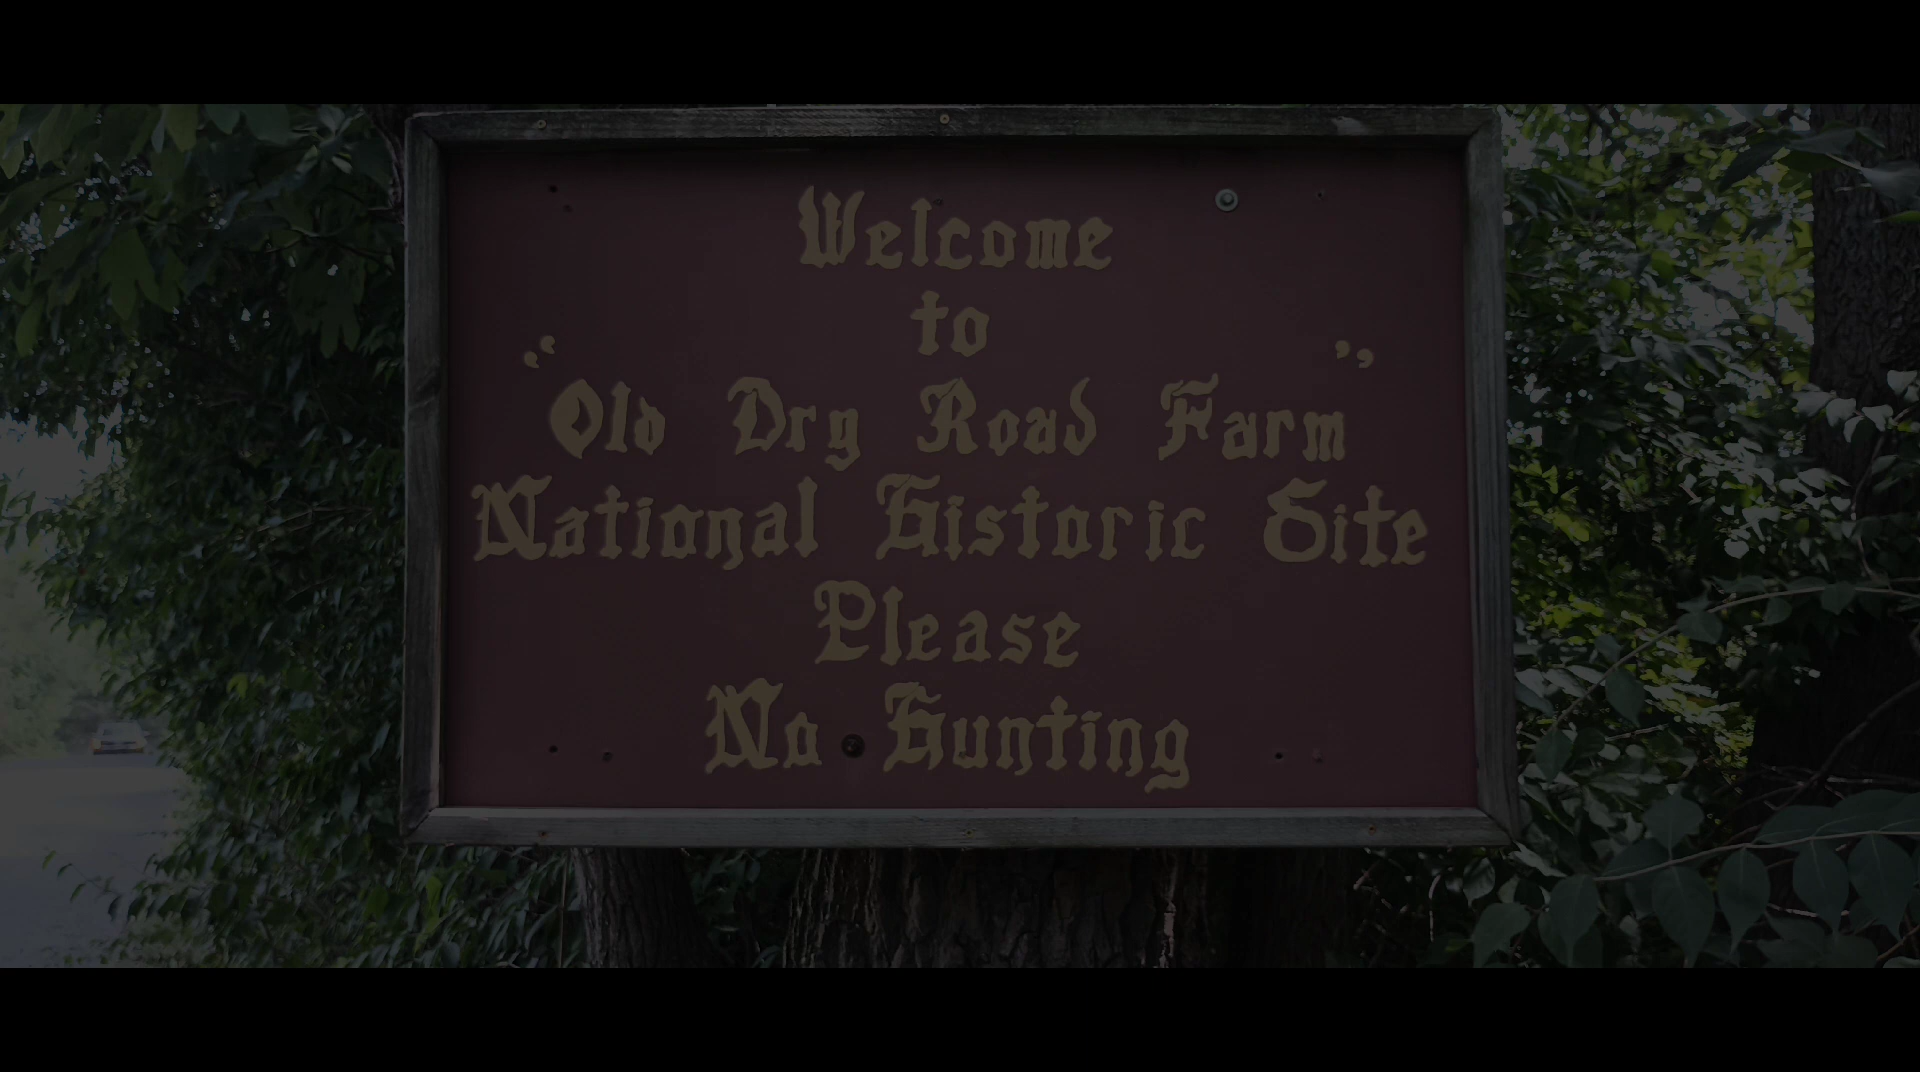 Welcome
to
"Old Dry Road Farm"
National Historic Site
Please
No Hunting